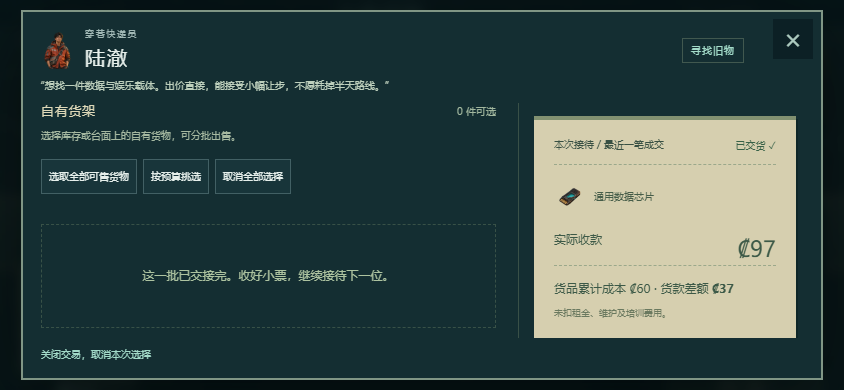 穿巷快递员
陆澈
寻找旧物
×
“想找一件数据与娱乐载体。出价直接，能接受小幅让步，不愿耗掉半天路线。”
自有货架
0 件可选
选择库存或台面上的自有货物，可分批出售。
选取全部可售货物
按预算挑选
取消全部选择
这一批已交接完。收好小票，继续接待下一位。
关闭交易，取消本次选择
本次接待 / 最近一笔成交
已交货 ✓
通用数据芯片
实际收款
₡97
货品累计成本 ₡60 · 货款差额 ₡37
未扣租金、维护及培训费用。